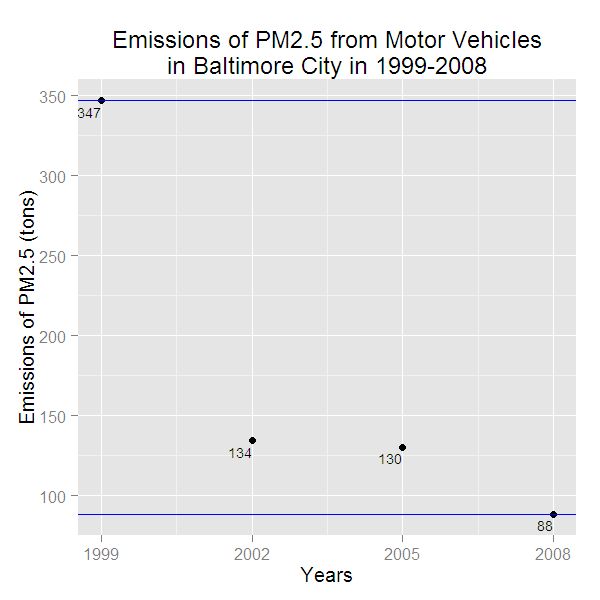 Emissions of PM2.5 from Motor Vehicles
in Baltimore City in 1999-2008
Emissions of PM2.5 (tons)
350
300
250
200
150
100
347
134
130
88
1999 2002 2005 2008
Years